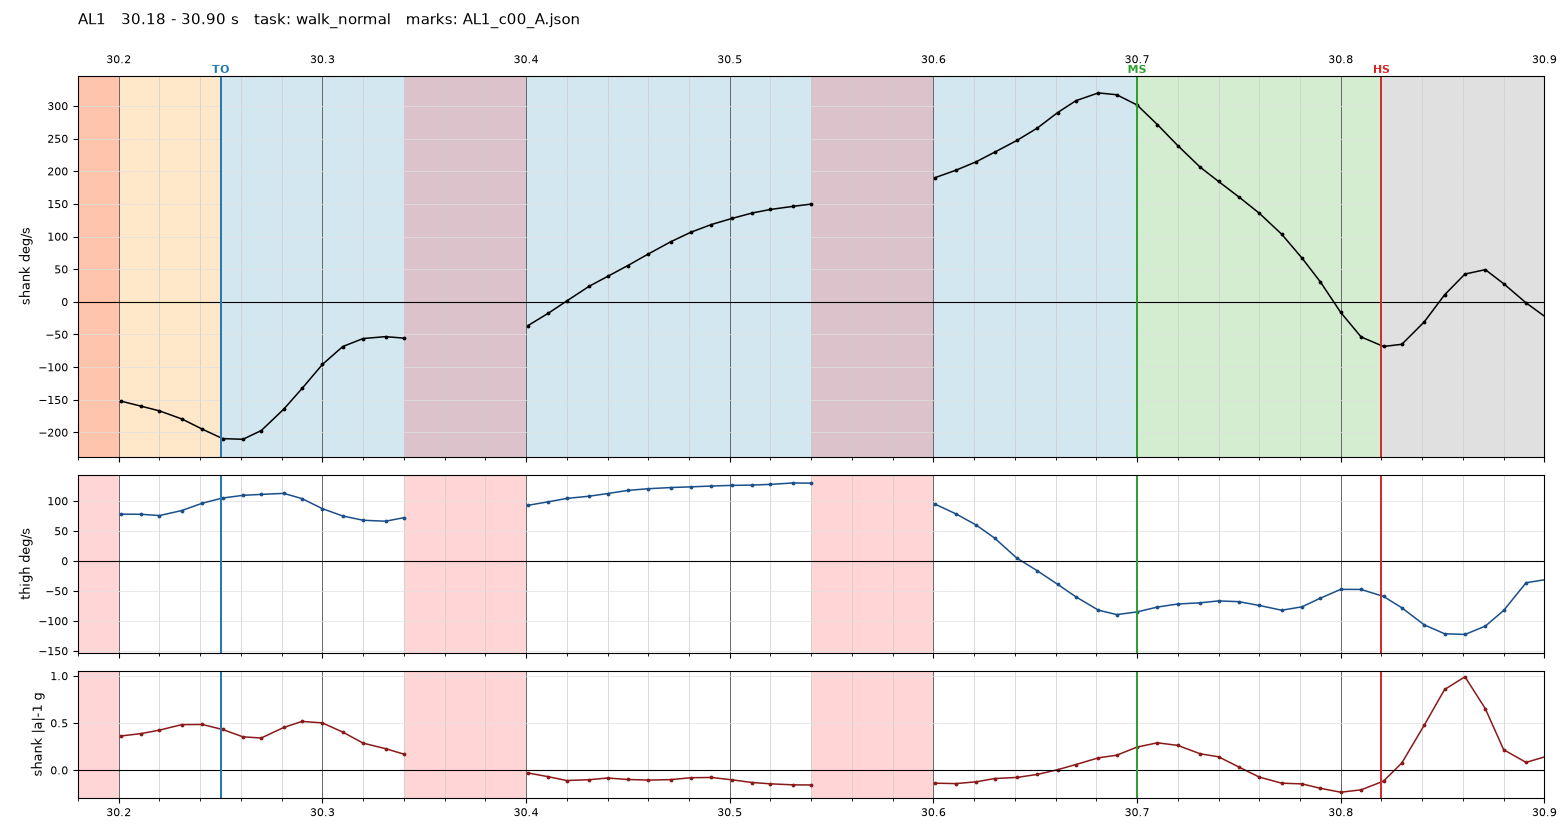 AL1   30.18 - 30.90 s   task: walk_normal   marks: AL1_c00_A.json
30.2 30.3 30.4 30.5 30.6 30.7 30.8 30.9
TO MS HS
shank deg/s
300
250
200
150
100
50
0
−50
−100
−150
−200
thigh deg/s
100
50
0
−50
−100
−150
shank |a|-1 g
1.0
0.5
0.0
30.2 30.3 30.4 30.5 30.6 30.7 30.8 30.9